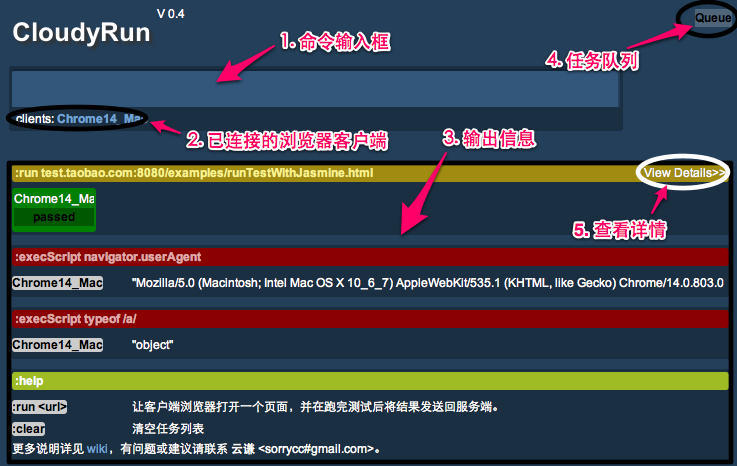 CloudyRun
V 0.4
Queue
1. 命令输入框
4. 任务队列
clients: Chrome14_Mac
2. 已连接的浏览器客户端
3. 输出信息
:run test.taobao.com:8080/examples/runTestWithJasmine.html
View Details>>
Chrome14_Ma
passed
5. 查看详情
:execScript navigator.userAgent
Chrome14_Mac
"Mozilla/5.0 (Macintosh; Intel Mac OS X 10_6_7) AppleWebKit/535.1 (KHTML, like Gecko) Chrome/14.0.803.0
:execScript typeof /a/
Chrome14_Mac
"object"
:help
:run <url>
让客户端浏览器打开一个页面，并在跑完测试后将结果发送回服务端。
:clear
清空任务列表
更多说明详见 wiki，有问题或建议请联系 云谦 <sorrycc#gmail.com>。